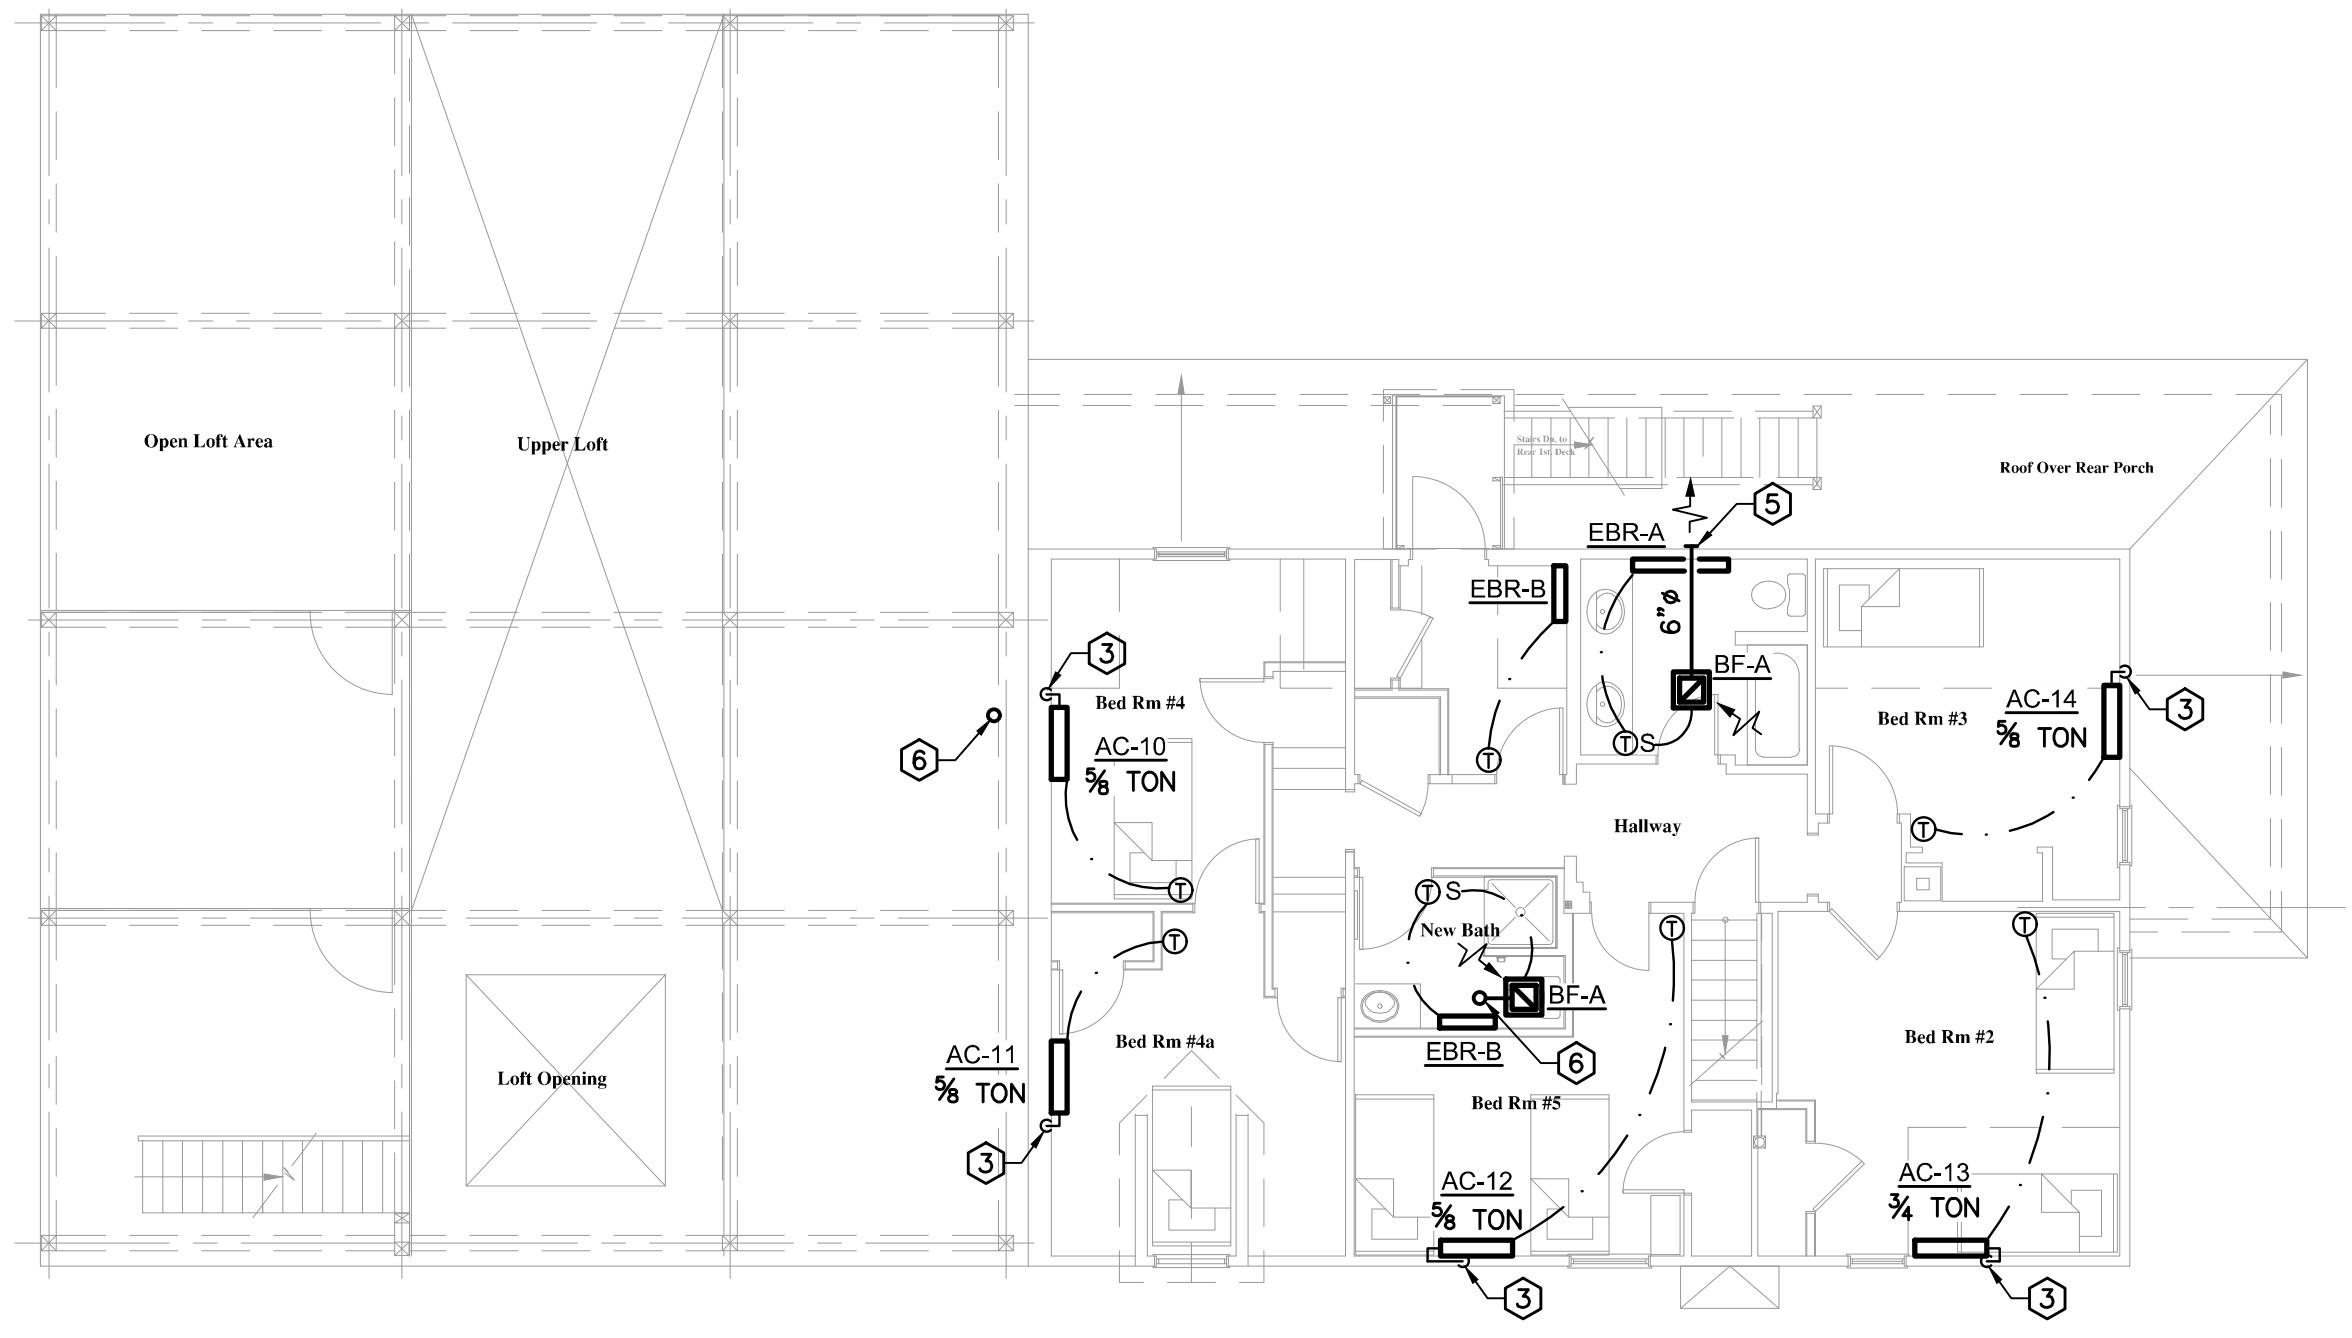 Open Loft Area
Upper Loft
Stairs Dn. to
Rear 1st. Deck
Roof Over Rear Porch
5
EBR-A
EBR-B
6"ø
3
BF-A
Bed Rm #4
AC-10
5/8 TON
6
T S
T
Bed Rm #3
AC-14
5/8 TON
3
Hallway
T
T
T S
New Bath
T
T
T
BF-A
Bed Rm #4a
AC-11
5/8 TON
Loft Opening
EBR-B
6
Bed Rm #2
Bed Rm #5
3
AC-12
5/8 TON
AC-13
3/4 TON
3
3